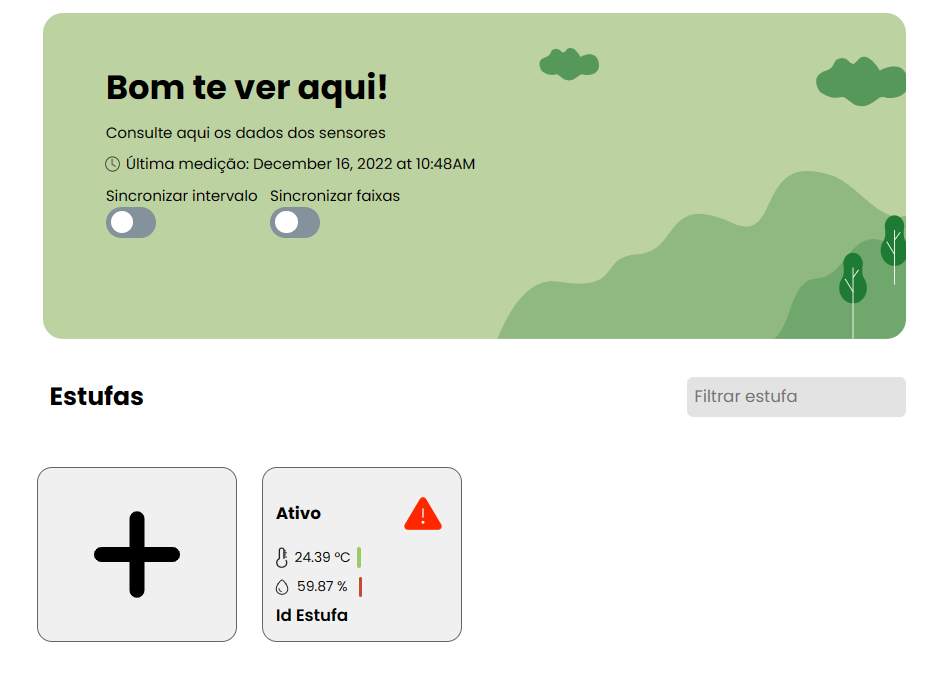 Bom te ver aqui!
Consulte aqui os dados dos sensores
Última medição: December 16, 2022 at 10:48AM
Sincronizar intervalo Sincronizar faixas
Estufas
Filtrar estufa
Ativo
24.39 ºC
59.87 %
Id Estufa